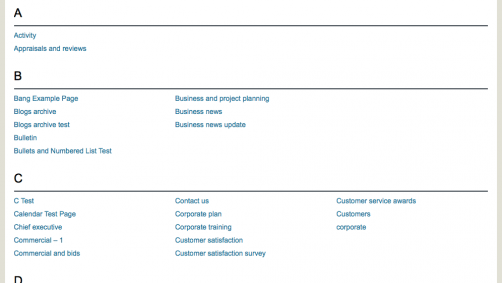 A
Activity
Appraisals and reviews
B
Bang Example Page
Blogs archive
Blogs archive test
Bulletin
Bullets and Numbered List Test
Business and project planning
Business news
Business news update
C
C Test
Calendar Test Page
Chief executive
Commercial – 1
Commercial and bids
Contact us
Corporate plan
Corporate training
Customer satisfaction
Customer satisfaction survey
Customer service awards
Customers
corporate
D